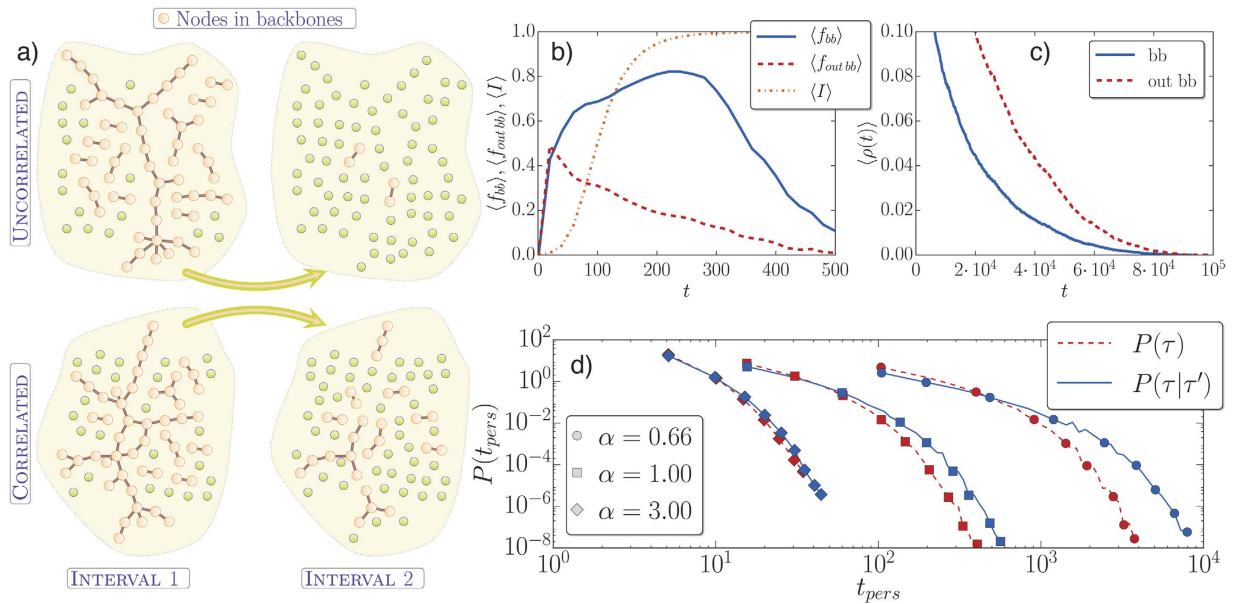 Nodes in backbones
a)
UNCORRELATED
CORRELATED
INTERVAL 1
INTERVAL 2
b)
⟨f_bb⟩
⟨f_out bb⟩
⟨I⟩
⟨f_bb⟩, ⟨f_out bb⟩, ⟨I⟩
1.0
0.8
0.6
0.4
0.2
0.0
0 100 200 300 400 500
t
c)
bb
out bb
⟨ρ(t)⟩
0.10
0.08
0.06
0.04
0.02
0.00
0 2·10^4 4·10^4 6·10^4 8·10^4 10^5
t
d)
P(τ)
P(τ|τ′)
α = 0.66
α = 1.00
α = 3.00
P(t_pers)
10^2
10^0
10^-2
10^-4
10^-6
10^-8
10^0 10^1 10^2 10^3 10^4
t_pers